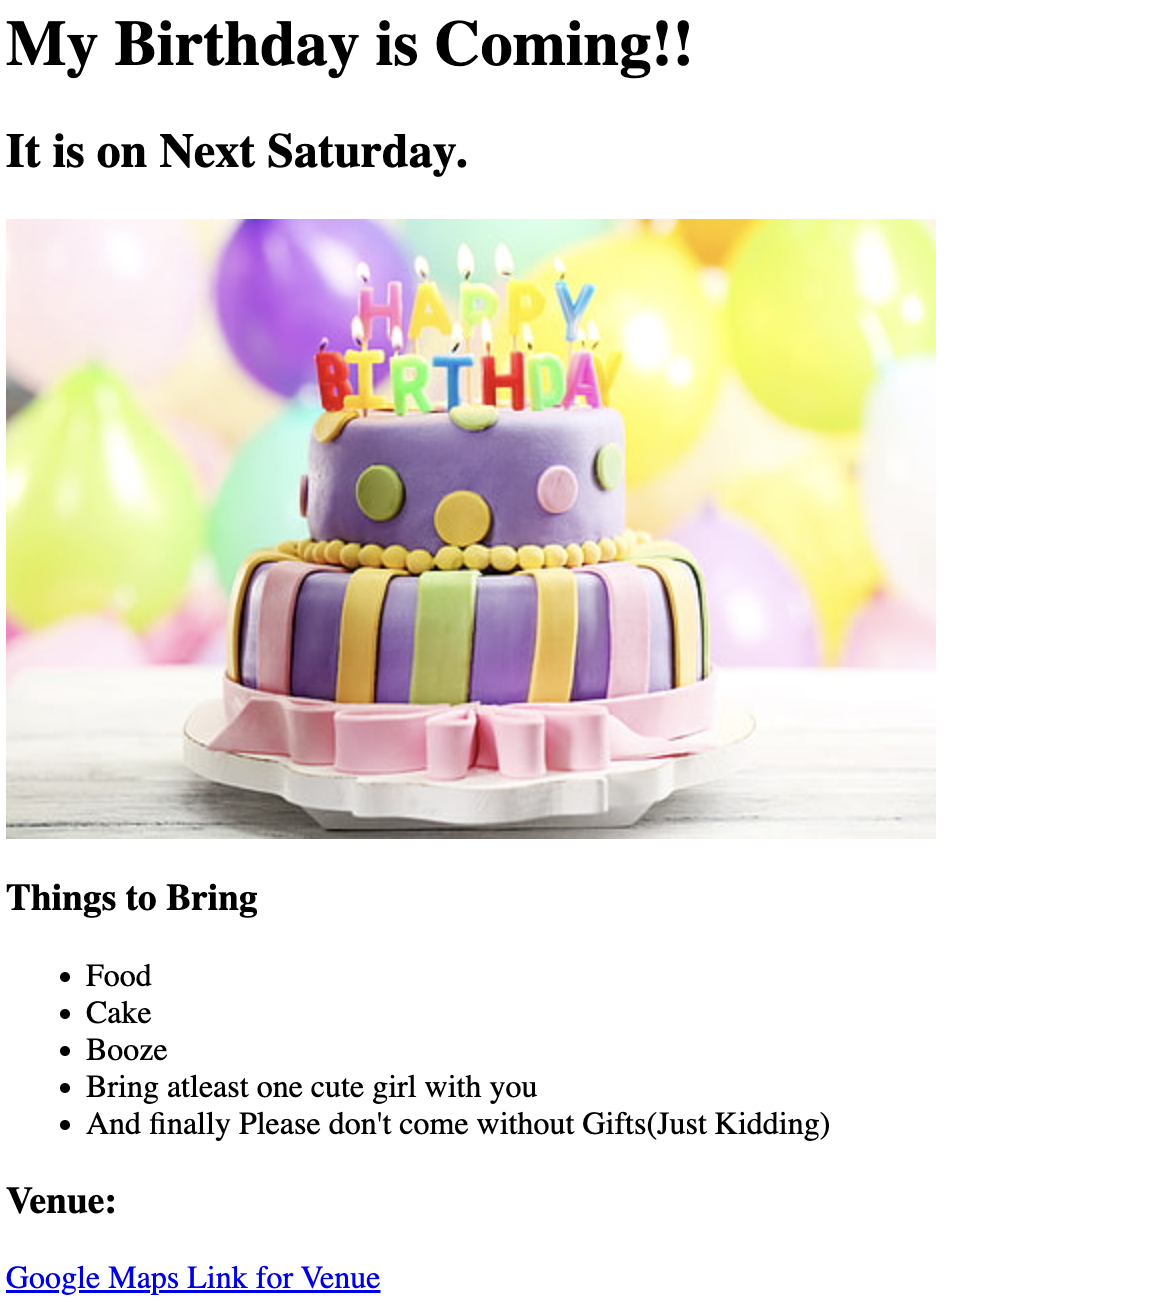 My Birthday is Coming!!
It is on Next Saturday.
HAPPY
BIRTHDAY
Things to Bring
Food
Cake
Booze
Bring atleast one cute girl with you
And finally Please don't come without Gifts(Just Kidding)
Venue:
Google Maps Link for Venue